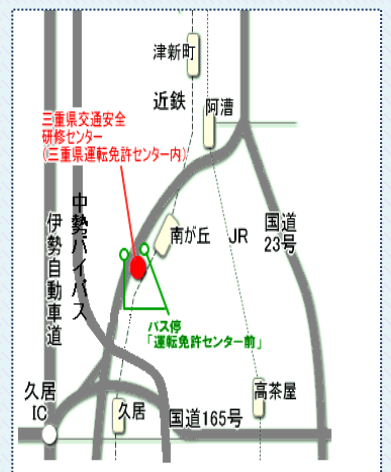 津新町
近鉄
阿漕
三重県交通安全
研修センター
(三重県運転免許センター内)
中勢バイパス
伊勢自動車道
南が丘
JR
国道
23号
バス停
「運転免許センター前」
久居
IC
久居
国道165号
高茶屋